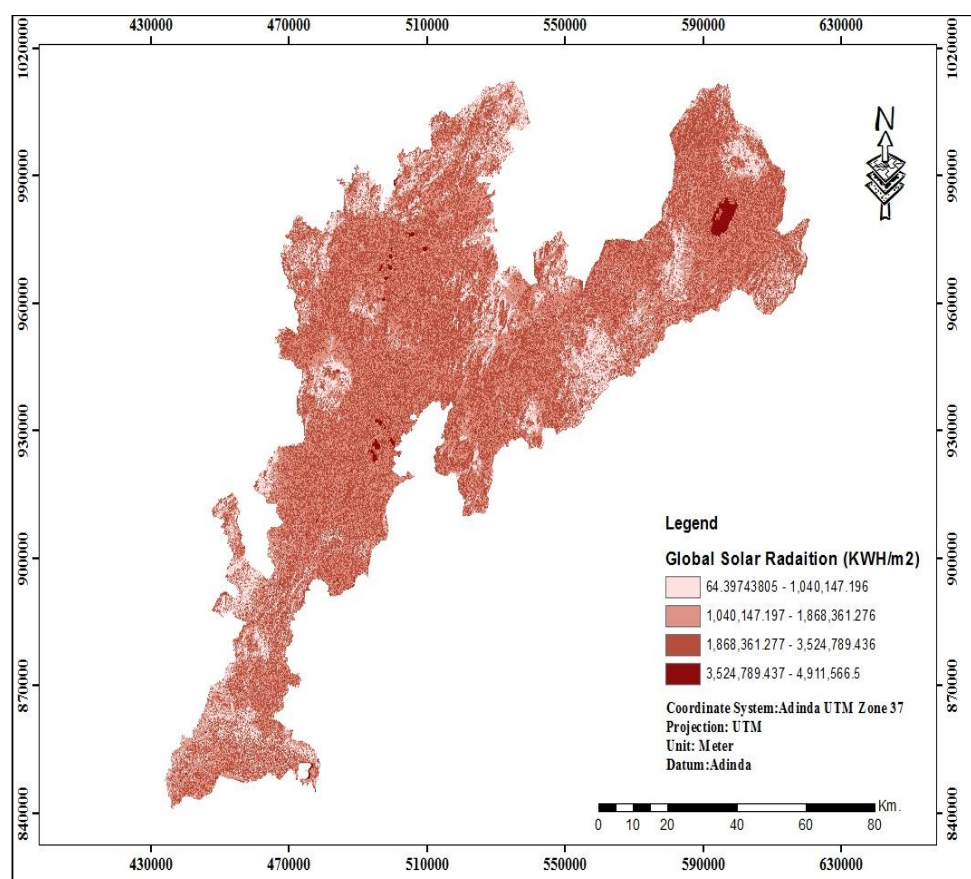 430000 470000 510000 550000 590000 630000
1020000 1020000
990000 990000
960000 960000
930000 930000
900000 900000
870000 870000
840000 840000
N
Legend
Global Solar Radaition (KWH/m2)
64.39743805 - 1,040,147.196
1,040,147.197 - 1,868,361.276
1,868,361.277 - 3,524,789.436
3,524,789.437 - 4,911,566.5
Coordinate System:Adinda UTM Zone 37
Projection: UTM
Unit: Meter
Datum:Adinda
Km.
0 10 20 40 60 80
430000 470000 510000 550000 590000 630000